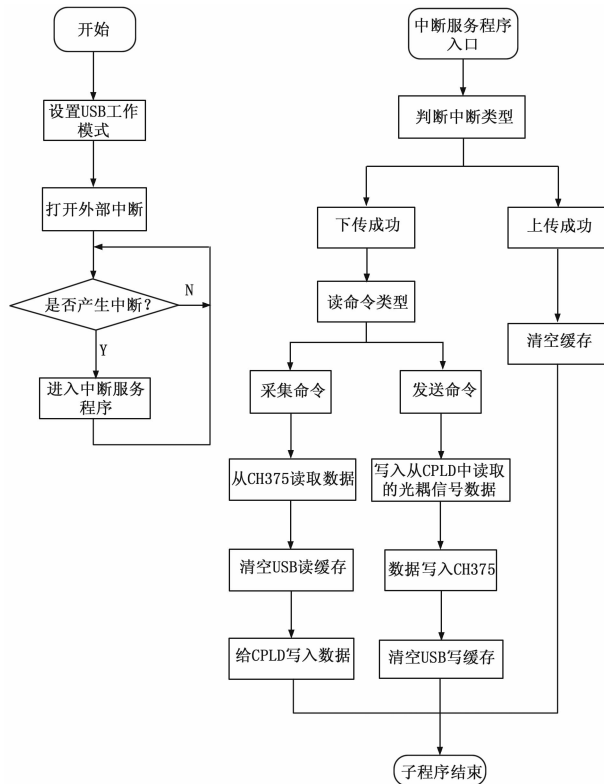 开始
设置USB工作
模式
打开外部中断
是否产生中断？
N
Y
进入中断服务
程序
中断服务程序
入口
判断中断类型
下传成功
上传成功
读命令类型
清空缓存
采集命令
发送命令
从CH375读取数据
写入从CPLD中读取
的光耦信号数据
清空USB读缓存
数据写入CH375
给CPLD写入数据
清空USB写缓存
子程序结束